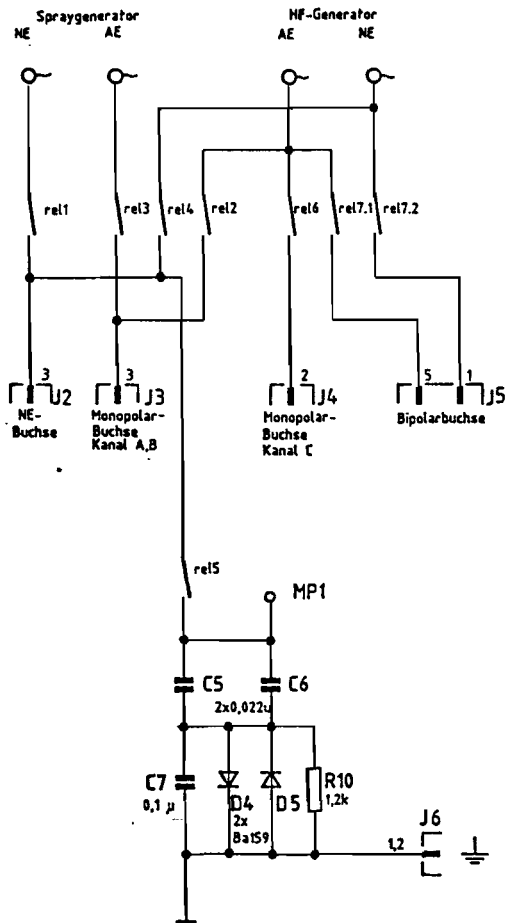 Spraygenerator
HF-Generator
NE
AE
AE
NE
rel1
rel3
rel4
rel2
rel6
rel7.1
rel7.2
3
J2
NE-
Buchse
3
J3
Monopolar-
Buchse
Kanal A,B
2
J4
Monopolar-
Buchse
Kanal C
5
1
J5
Bipolarbuchse
rel5
MP1
C5
C6
2x0,022u
C7
0,1 µ
D4
2x
Ba159
D5
R10
1,2k
J6
1,2